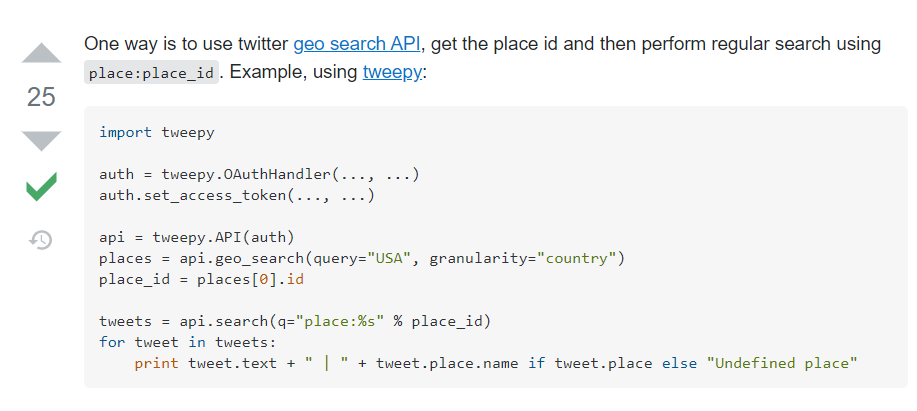 One way is to use twitter geo search API, get the place id and then perform regular search using
place:place_id . Example, using tweepy:
25
import tweepy
auth = tweepy.OAuthHandler(..., ...)
auth.set_access_token(..., ...)
api = tweepy.API(auth)
places = api.geo_search(query="USA", granularity="country")
place_id = places[0].id
tweets = api.search(q="place:%s" % place_id)
for tweet in tweets:
    print tweet.text + " | " + tweet.place.name if tweet.place else "Undefined place"